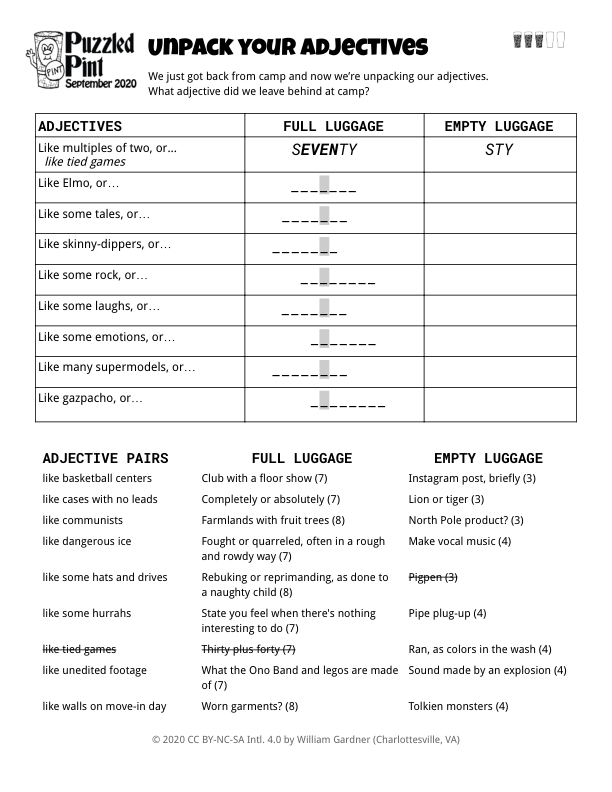 Puzzled
Pint
PINT
September 2020
UNPACK YOUR ADJECTIVES
We just got back from camp and now we're unpacking our adjectives.
What adjective did we leave behind at camp?
ADJECTIVES FULL LUGGAGE EMPTY LUGGAGE
Like multiples of two, or... SEVENTY STY
like tied games
Like Elmo, or… _______
Like some tales, or… _______
Like skinny-dippers, or… _______
Like some rock, or… ________
Like some laughs, or… _______
Like some emotions, or… _______
Like many supermodels, or… ________
Like gazpacho, or… ________
ADJECTIVE PAIRS FULL LUGGAGE EMPTY LUGGAGE
like basketball centers Club with a floor show (7) Instagram post, briefly (3)
like cases with no leads Completely or absolutely (7) Lion or tiger (3)
like communists Farmlands with fruit trees (8) North Pole product? (3)
like dangerous ice Fought or quarreled, often in a rough Make vocal music (4)
and rowdy way (7)
like some hats and drives Rebuking or reprimanding, as done to Pigpen (3)
a naughty child (8)
like some hurrahs State you feel when there's nothing Pipe plug-up (4)
interesting to do (7)
like tied games Thirty plus forty (7) Ran, as colors in the wash (4)
like unedited footage What the Ono Band and legos are made Sound made by an explosion (4)
of (7)
like walls on move-in day Worn garments? (8) Tolkien monsters (4)
© 2020 CC BY-NC-SA Intl. 4.0 by William Gardner (Charlottesville, VA)